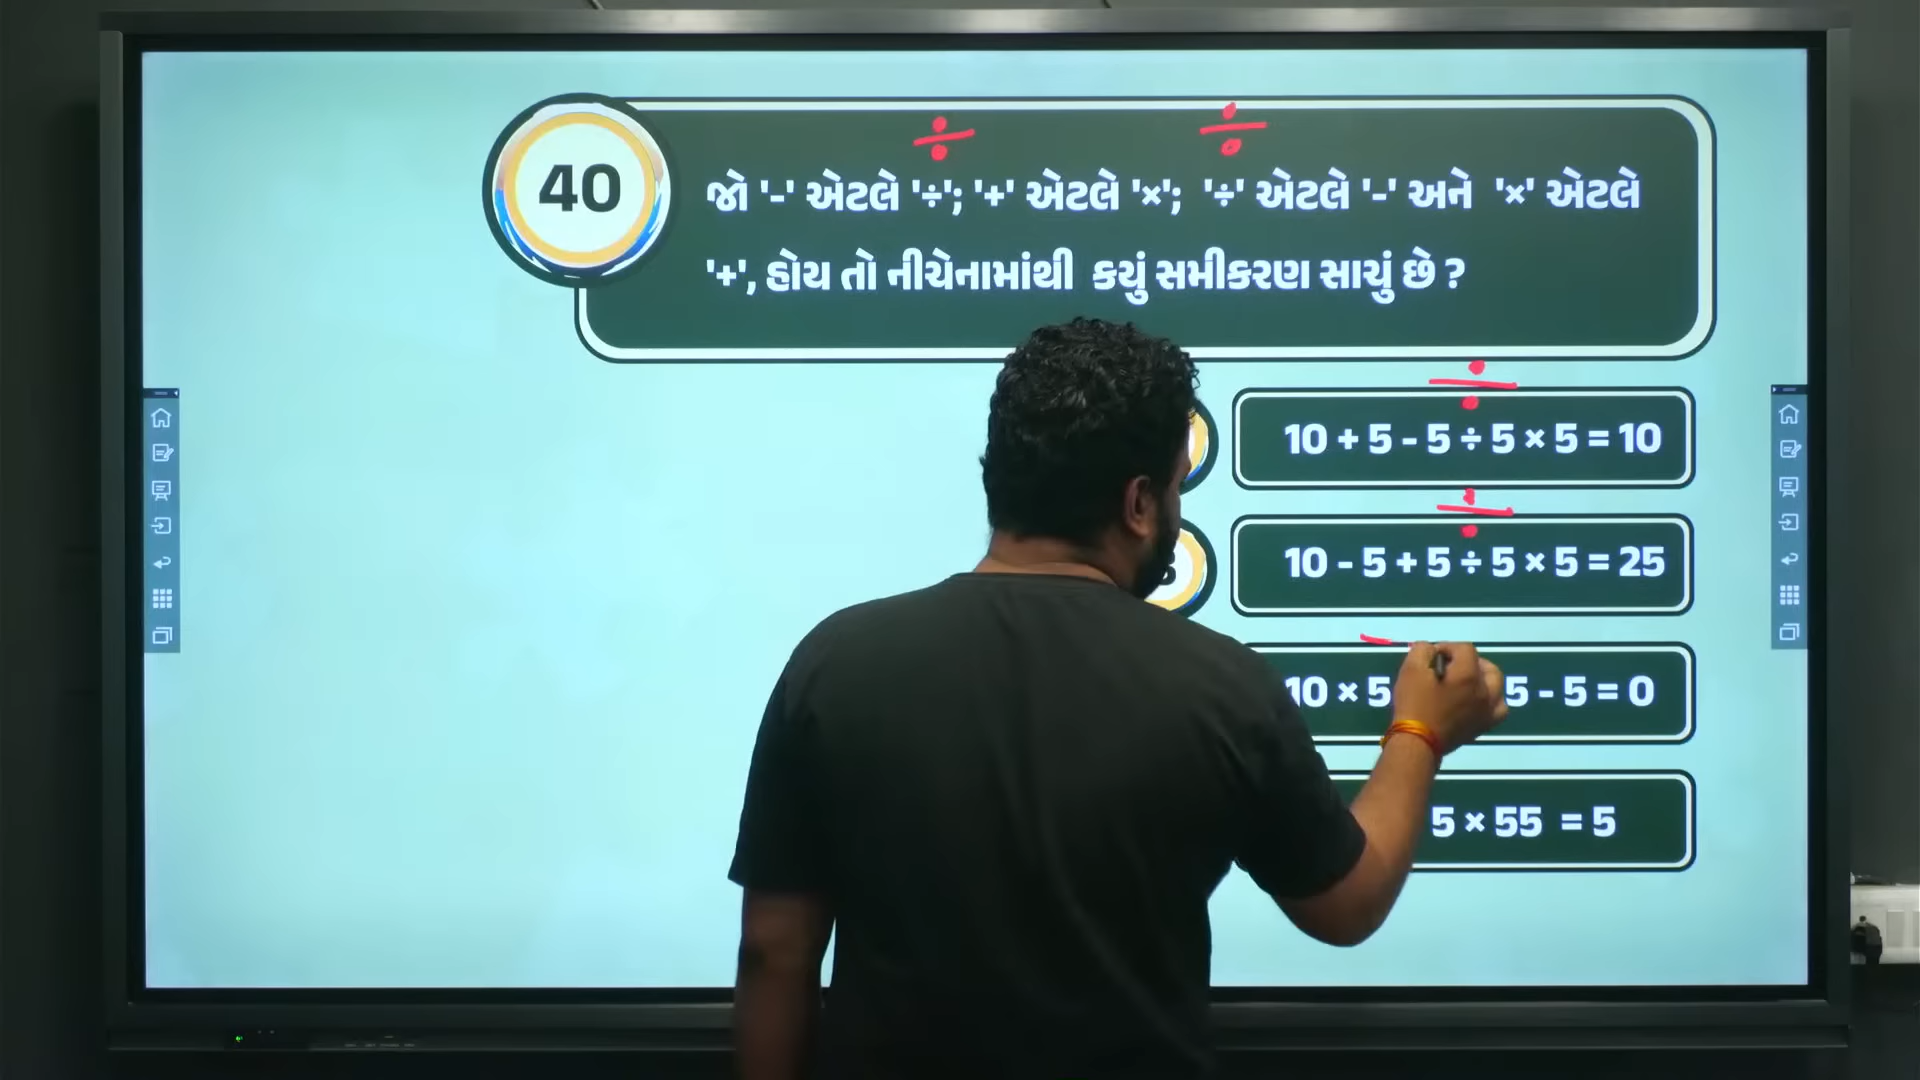 40
÷ ÷
જો '-' એટલે '÷'; '+' એટલે '×'; '÷' એટલે '-' અને '×' એટલે
'+', હોય તો નીચેનામાંથી કયું સમીકરણ સાચું છે ?
÷
10 + 5 - 5 ÷ 5 × 5 = 10
÷
10 - 5 + 5 ÷ 5 × 5 = 25
10 × 5 5 - 5 = 0
5 × 55 = 5